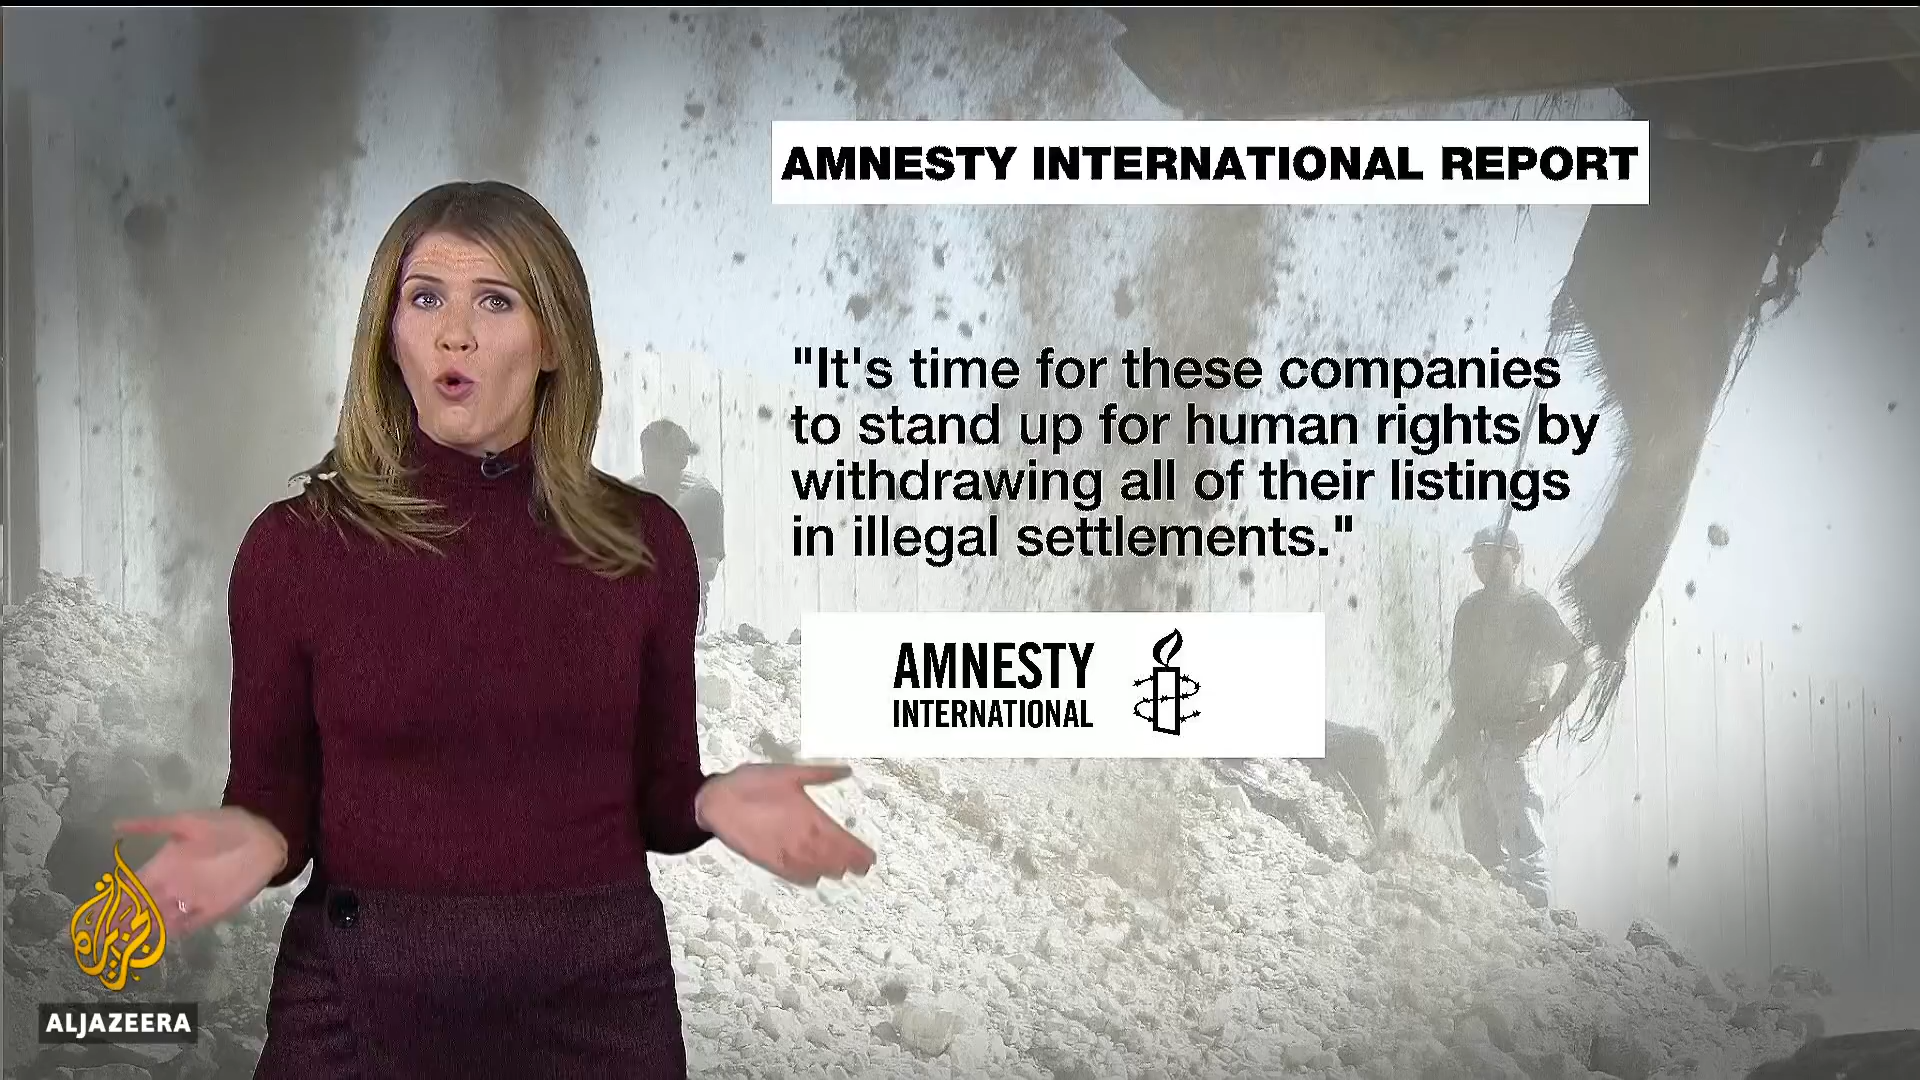 AMNESTY INTERNATIONAL REPORT
"It's time for these companies
to stand up for human rights by
withdrawing all of their listings
in illegal settlements."
AMNESTY
INTERNATIONAL
الجزيرة
ALJAZEERA